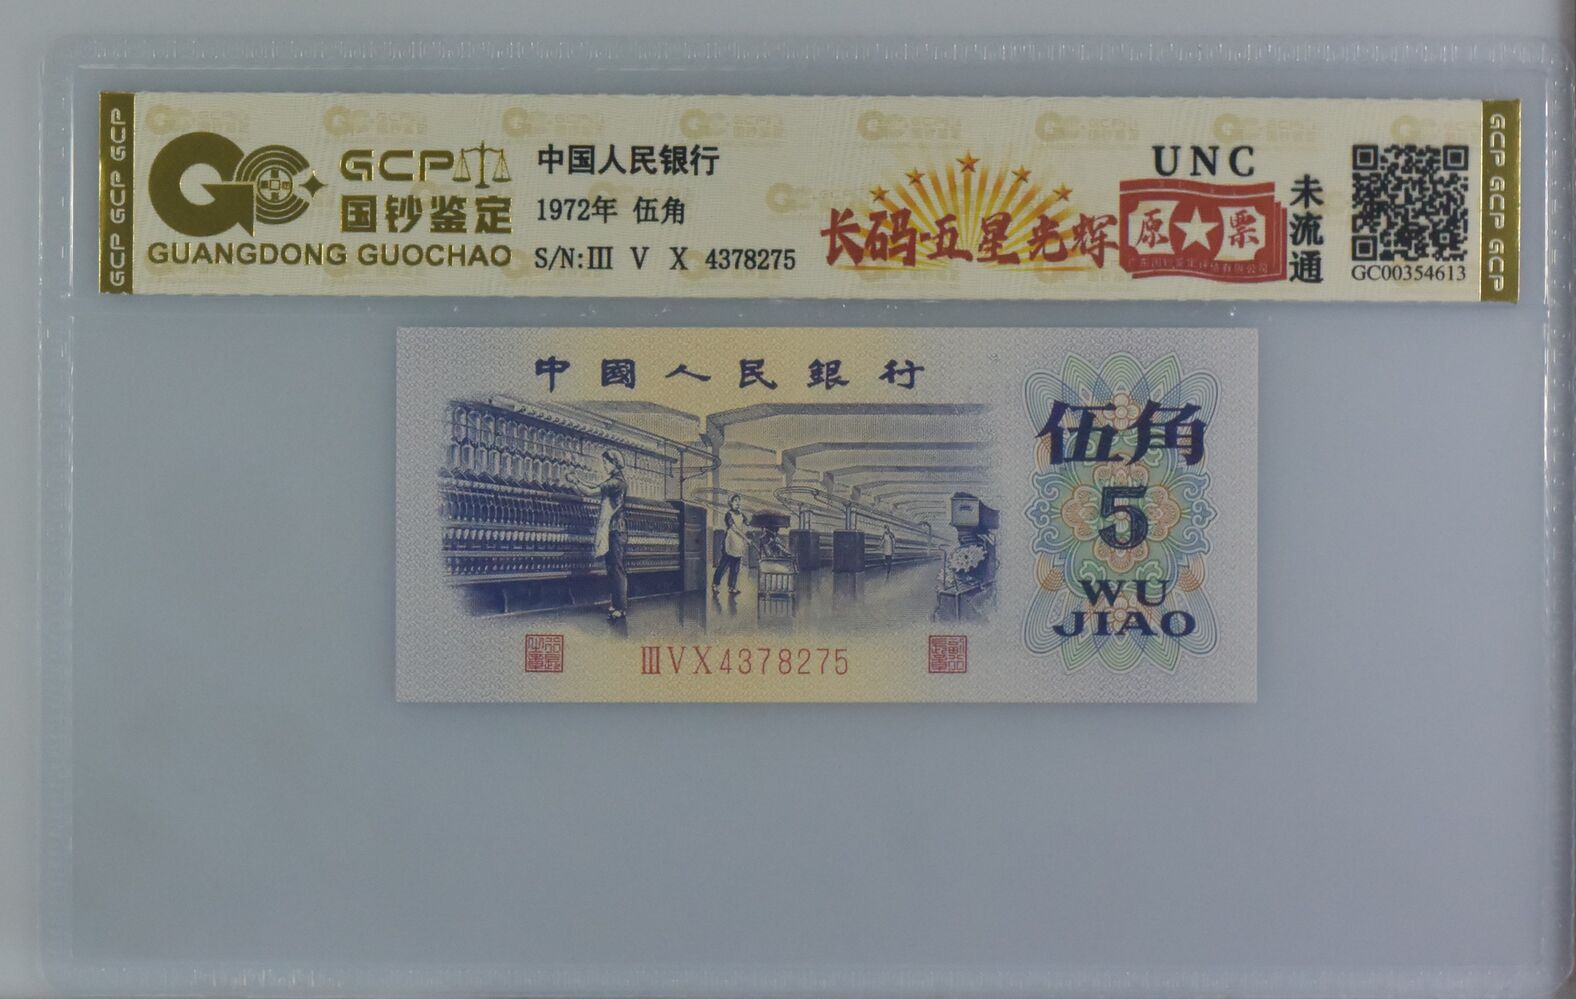 GCP GCP GCP
GCP
国钞鉴定
GUANGDONG GUOCHAO
中国人民银行
1972年 伍角
S/N:III V X 4378275
长码五星光辉
UNC
原★票
未流通
GC00354613
GCP GCP GCP
中國人民銀行
伍角
5
WU
JIAO
III V X 4378275